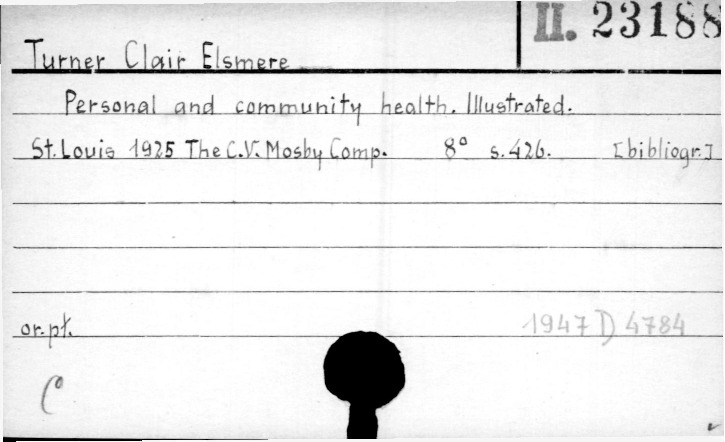 II. 23188
Turner Clair Elsmere
Personal and community health. Illustrated.
St. Louis 1925 The C.V. Mosby Comp. 8° s. 426. [bibliogr.]
or. pł. 1947 D 4784